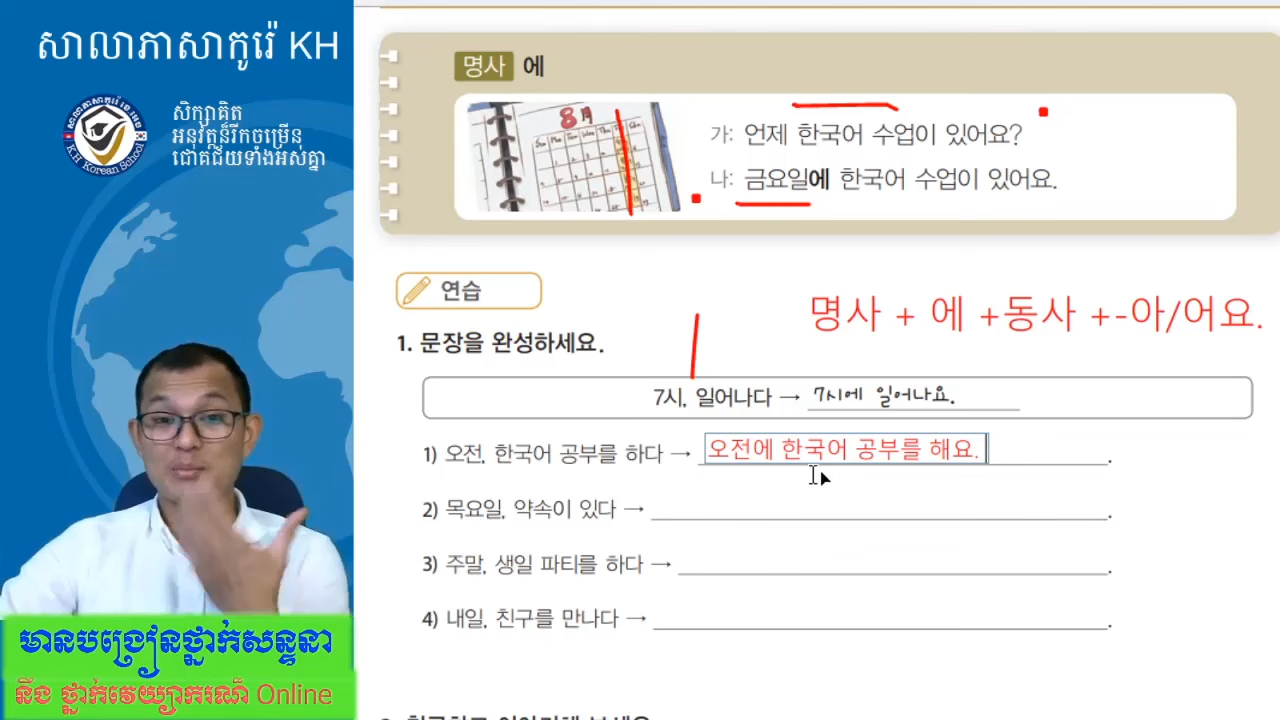 សាលាភាសាកូរ៉េ KH
សិក្សាគិត
អនុវត្តន៍រីកចម្រើន
ជោគជ័យទាំងអស់គ្នា
KH Korean School
មានបង្រៀនថ្នាក់សន្ទនា
និង ថ្នាក់វេយ្យាករណ៍ Online
명사 에
8월
가: 언제 한국어 수업이 있어요?
나: 금요일에 한국어 수업이 있어요.
연습
명사 + 에 +동사 +-아/어요.
1. 문장을 완성하세요.
7시, 일어나다 → 7시에 일어나요.
1) 오전, 한국어 공부를 하다 → 오전에 한국어 공부를 해요. .
2) 목요일, 약속이 있다 → .
3) 주말, 생일 파티를 하다 → .
4) 내일, 친구를 만나다 → .